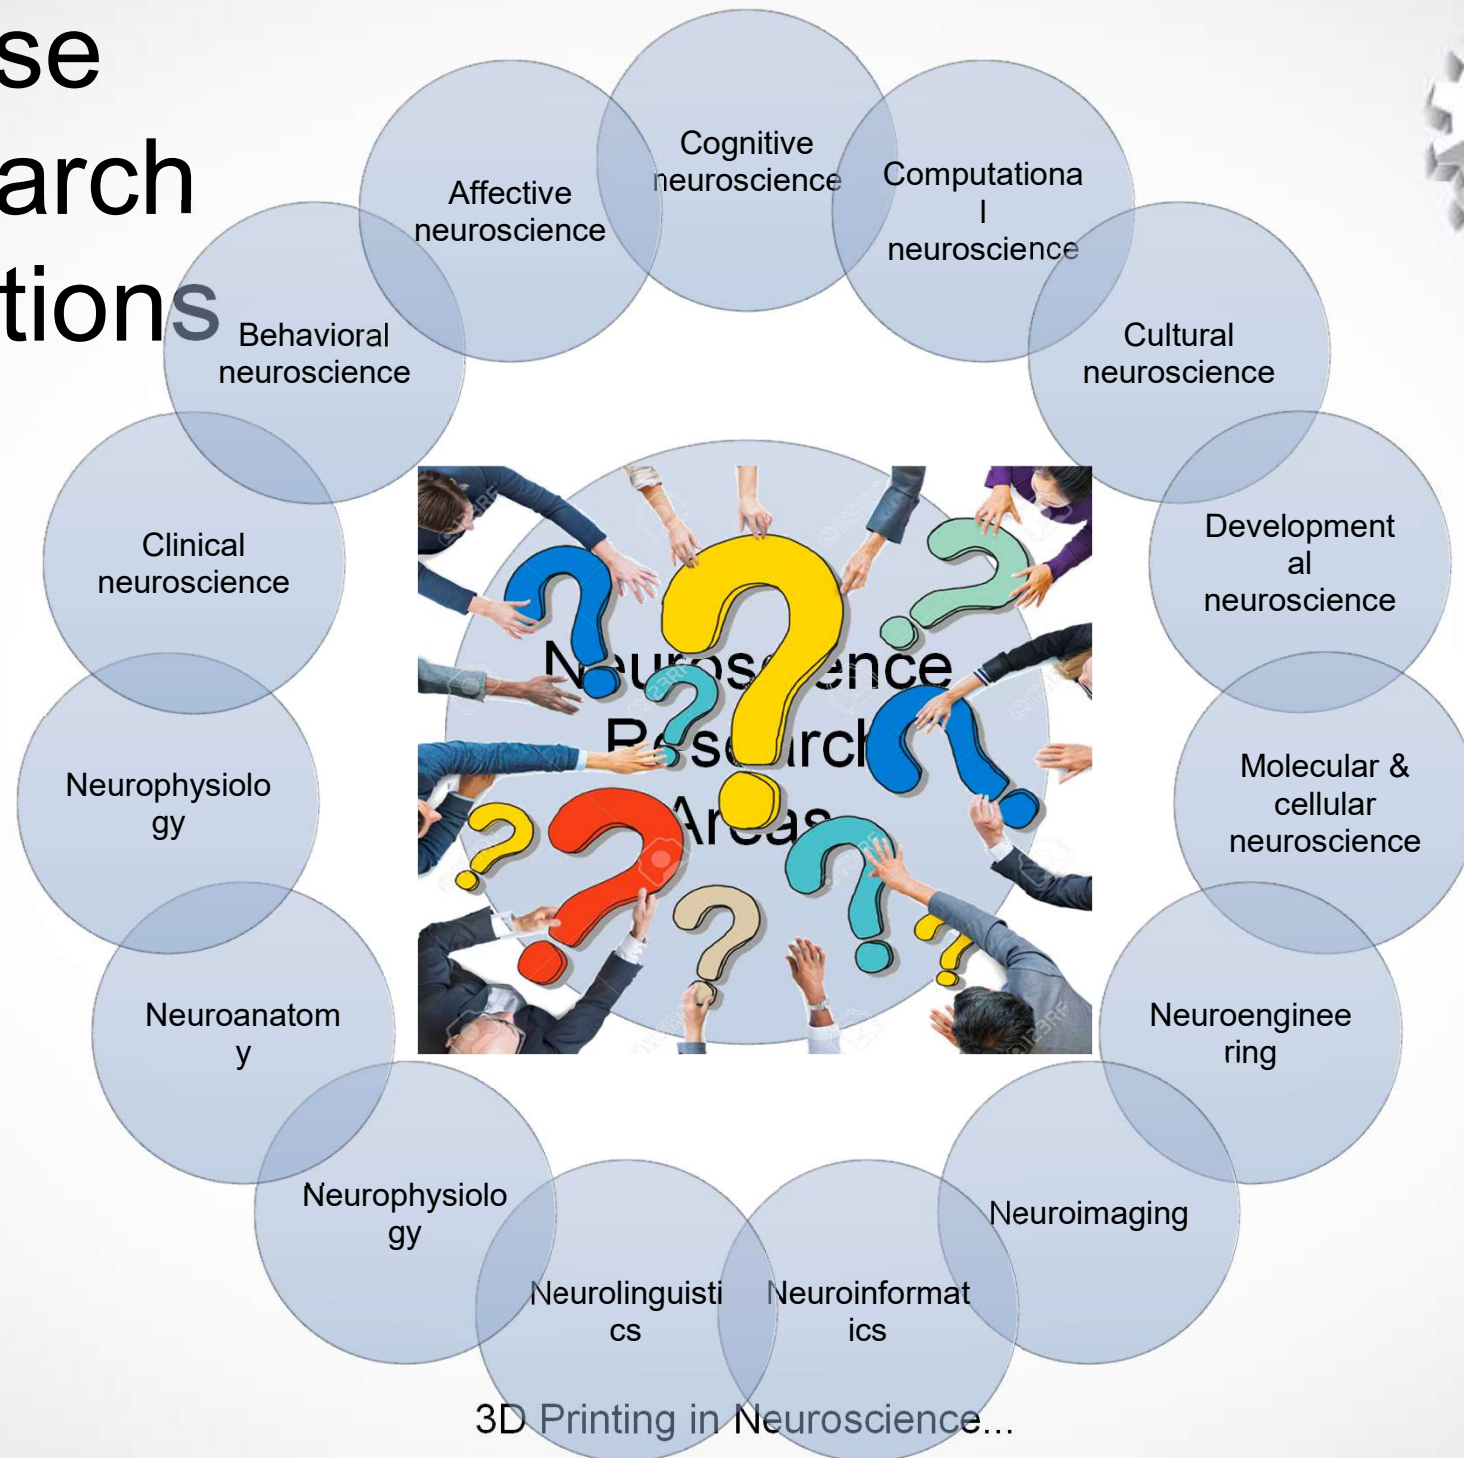 se
arch
tions
Cognitive
neuroscience
Computationa
l
neuroscience
Cultural
neuroscience
Development
al
neuroscience
Molecular &
cellular
neuroscience
Neuroenginee
ring
Neuroimaging
Neuroinformat
ics
Neurolinguisti
cs
Neurophysiolo
gy
Neuroanatom
y
Neurophysiolo
gy
Clinical
neuroscience
Behavioral
neuroscience
Affective
neuroscience
Neuroscience
Research
Areas
3D Printing in Neuroscience...